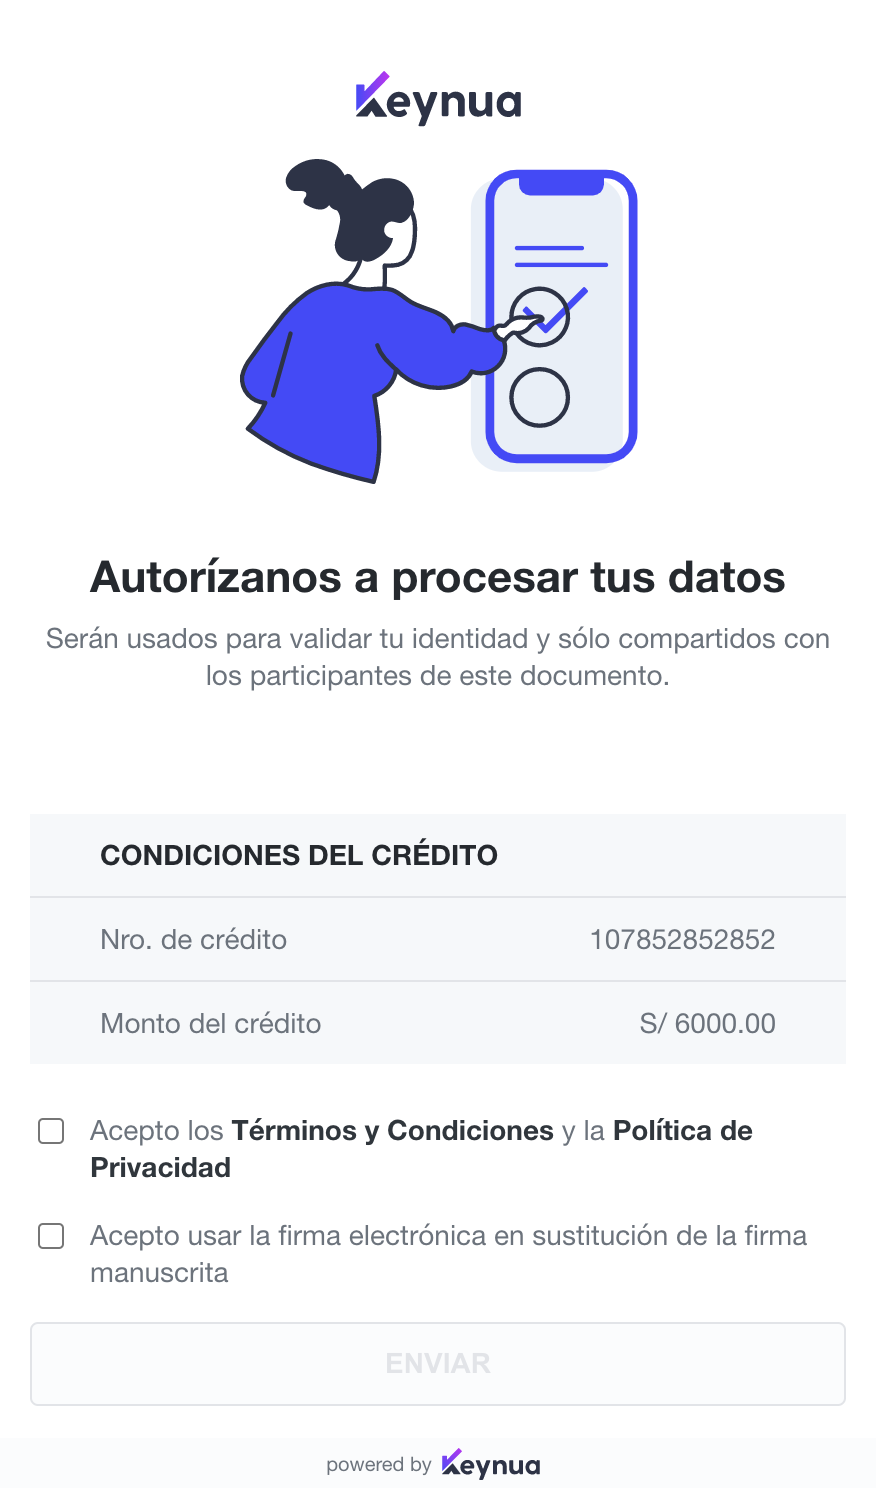 Keynua
Autorízanos a procesar tus datos
Serán usados para validar tu identidad y sólo compartidos con
los participantes de este documento.
CONDICIONES DEL CRÉDITO
Nro. de crédito 107852852852
Monto del crédito S/ 6000.00
Acepto los Términos y Condiciones y la Política de
Privacidad
Acepto usar la firma electrónica en sustitución de la firma
manuscrita
ENVIAR
powered by Keynua